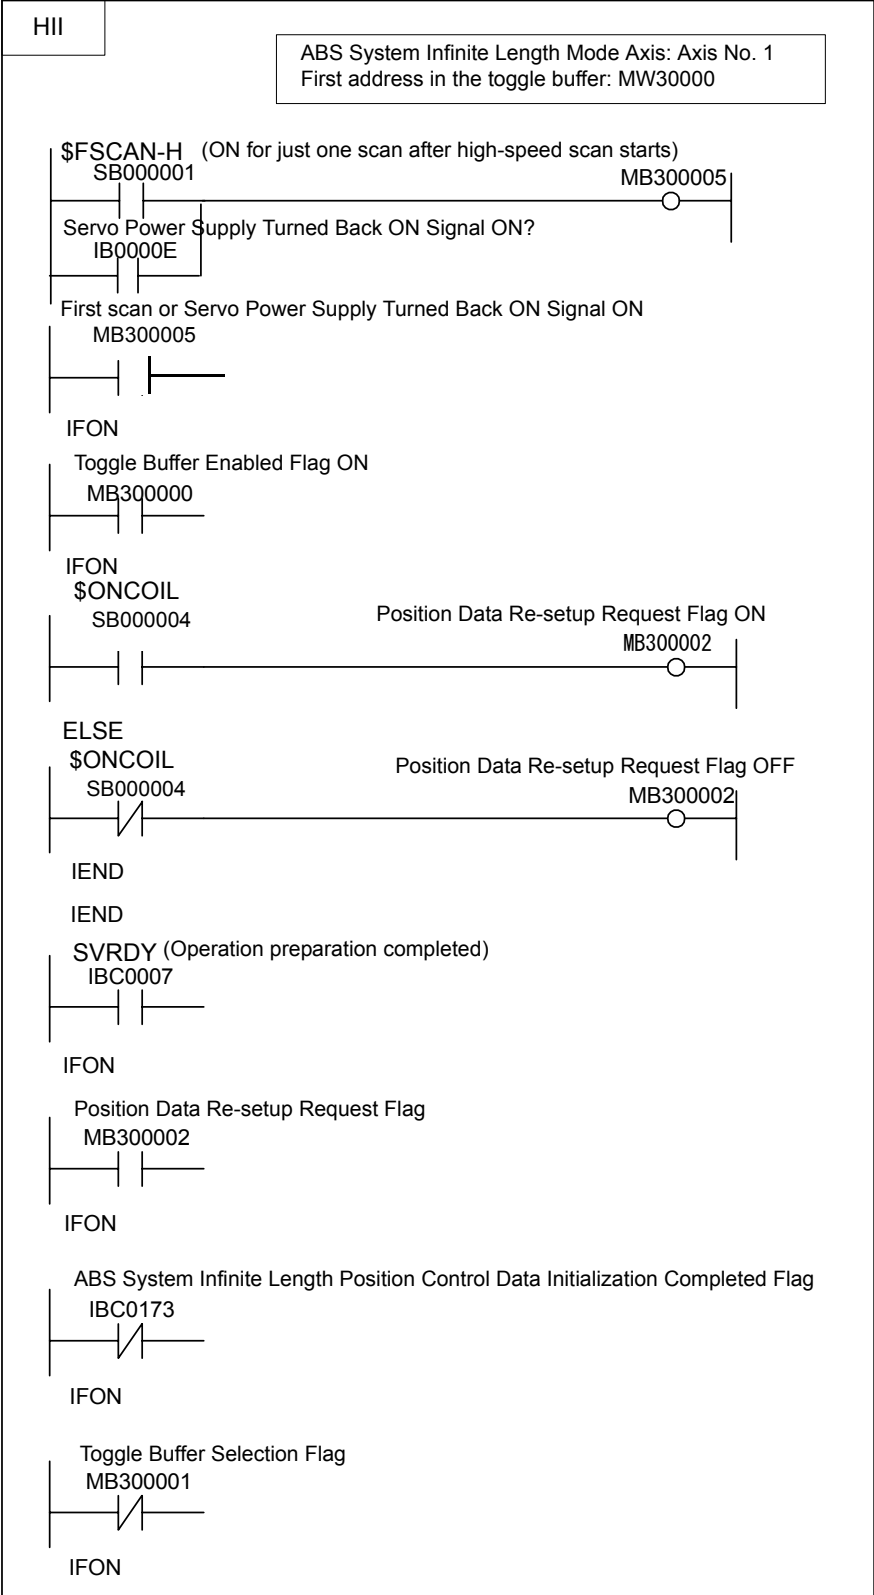 HII
ABS System Infinite Length Mode Axis: Axis No. 1
First address in the toggle buffer: MW30000
$FSCAN-H (ON for just one scan after high-speed scan starts)
SB000001
MB300005
Servo Power Supply Turned Back ON Signal ON?
IB0000E
First scan or Servo Power Supply Turned Back ON Signal ON
MB300005
IFON
Toggle Buffer Enabled Flag ON
MB300000
IFON
$ONCOIL
SB000004
Position Data Re-setup Request Flag ON
MB300002
ELSE
$ONCOIL
SB000004
Position Data Re-setup Request Flag OFF
MB300002
IEND
IEND
SVRDY (Operation preparation completed)
IBC0007
IFON
Position Data Re-setup Request Flag
MB300002
IFON
ABS System Infinite Length Position Control Data Initialization Completed Flag
IBC0173
IFON
Toggle Buffer Selection Flag
MB300001
IFON